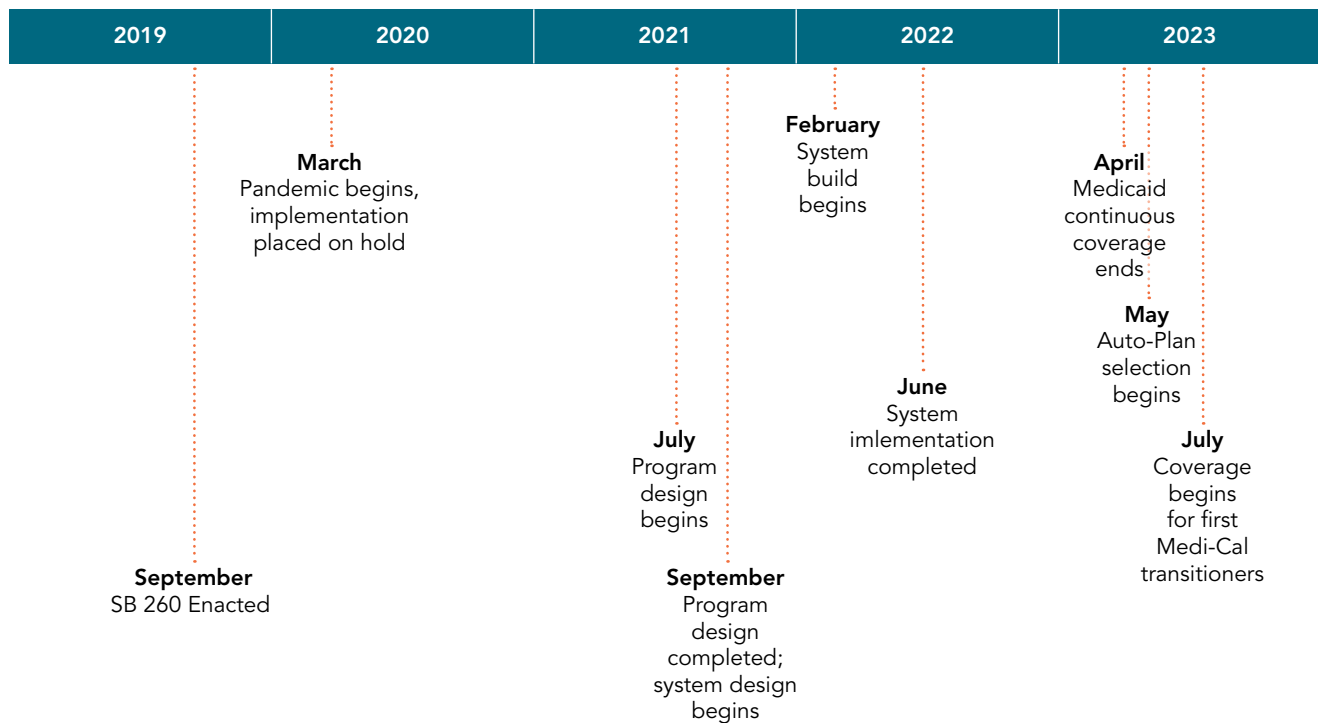 2019
2020
2021
2022
2023
September
SB 260 Enacted
March
Pandemic begins,
implementation
placed on hold
July
Program
design
begins
September
Program
design
completed;
system design
begins
February
System
build
begins
June
System
imlementation
completed
April
Medicaid
continuous
coverage
ends
May
Auto-Plan
selection
begins
July
Coverage
begins
for first
Medi-Cal
transitioners